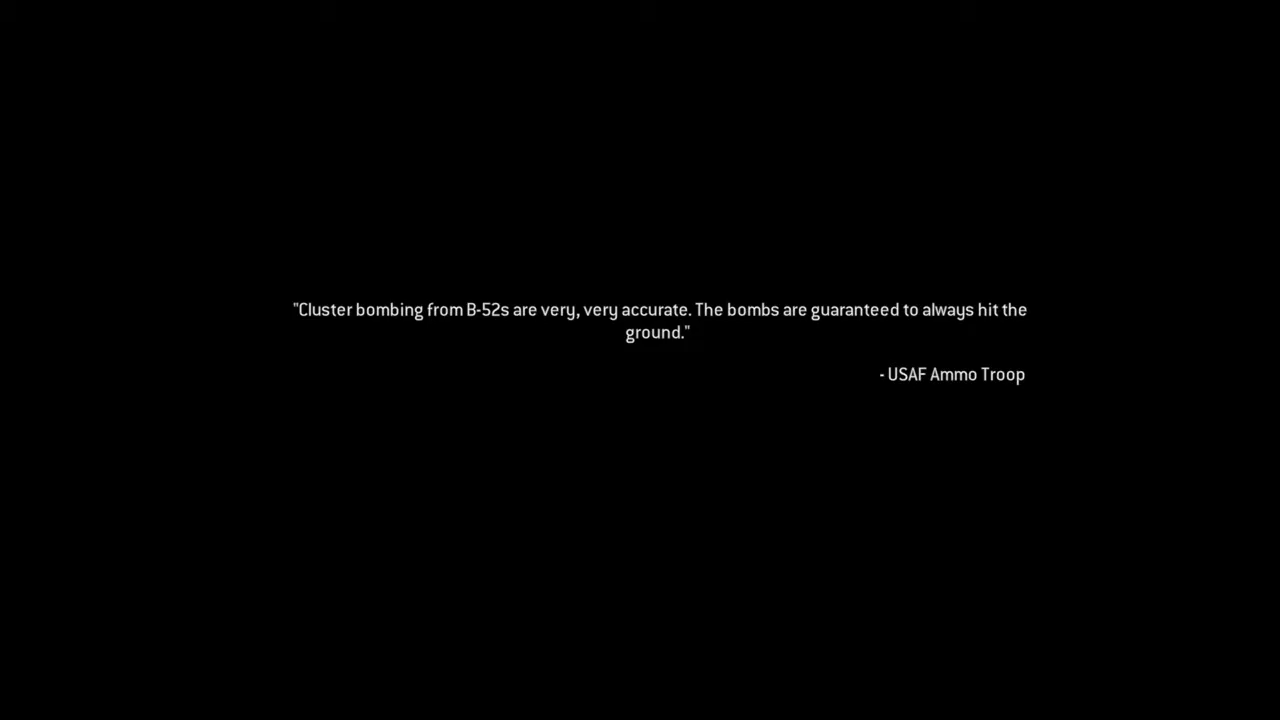 "Cluster bombing from B-52s are very, very accurate. The bombs are guaranteed to always hit the
ground."
- USAF Ammo Troop